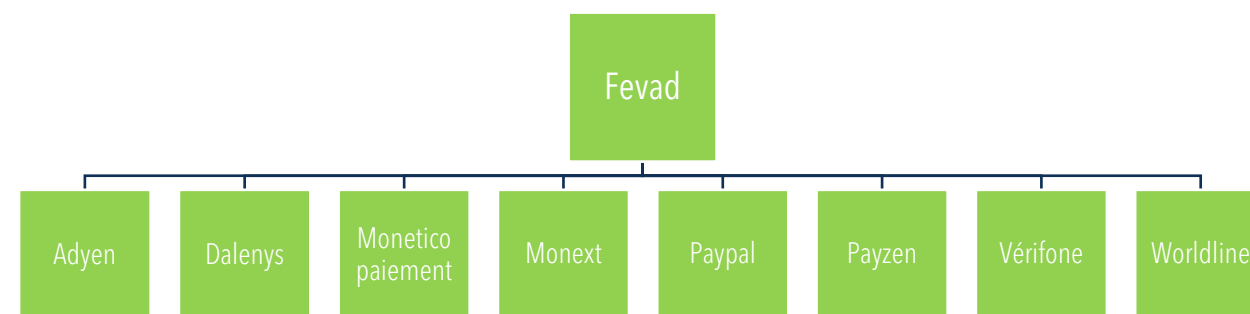 Fevad
Adyen
Dalenys
Monetico
paiement
Monext
Paypal
Payzen
Vérifone
Worldline